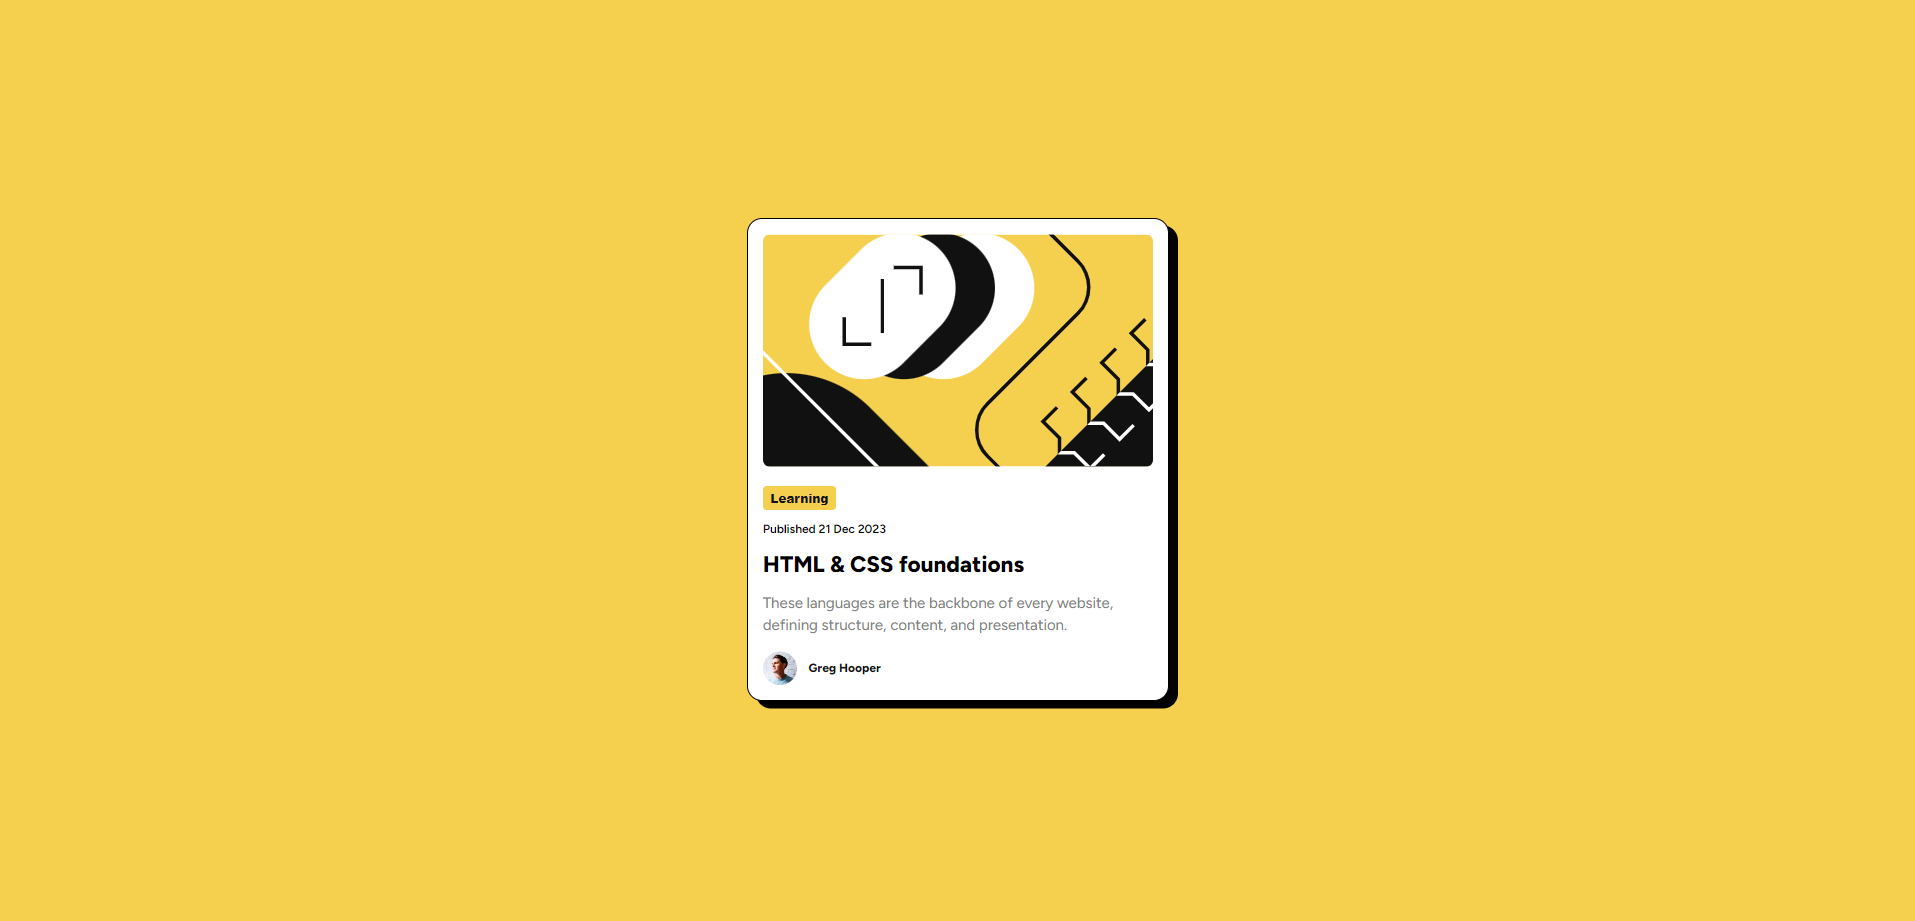 Learning
Published 21 Dec 2023
HTML & CSS foundations
These languages are the backbone of every website,
defining structure, content, and presentation.
Greg Hooper